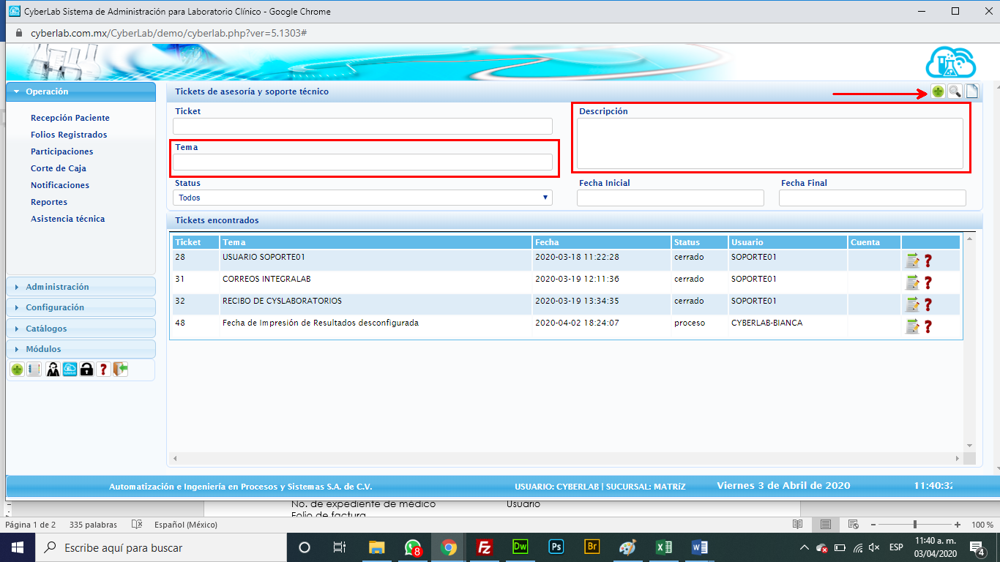 CyberLab Sistema de Administración para Laboratorio Clínico - Google Chrome
cyberlab.com.mx/CyberLab/demo/cyberlab.php?ver=5.1303#
Operación
Recepción Paciente
Folios Registrados
Participaciones
Corte de Caja
Notificaciones
Reportes
Asistencia técnica
Administración
Configuración
Catálogos
Módulos
Tickets de asesoría y soporte técnico
Ticket
Descripción
Tema
Status
Fecha Inicial
Fecha Final
Todos
Tickets encontrados
Ticket Tema Fecha Status Usuario Cuenta
28 USUARIO SOPORTE01 2020-03-18 11:22:28 cerrado SOPORTE01
31 CORREOS INTEGRALAB 2020-03-19 12:11:36 cerrado SOPORTE01
32 RECIBO DE CYSLABORATORIOS 2020-03-19 13:34:35 cerrado SOPORTE01
48 Fecha de Impresión de Resultados desconfigurada 2020-04-02 18:24:07 proceso CYBERLAB-BIANCA
Automatización e Ingeniería en Procesos y Sistemas S.A. de C.V. USUARIO: CYBERLAB | SUCURSAL: MATRíZ Viernes 3 de Abril de 2020 11:40:32
No. de expediente de médico Usuario
Folio de factura
Página 1 de 2 335 palabras Español (México) 100 %
Escribe aquí para buscar
8
Fz
Dw
Ps
Br
ESP
11:40 a. m.
03/04/2020
4